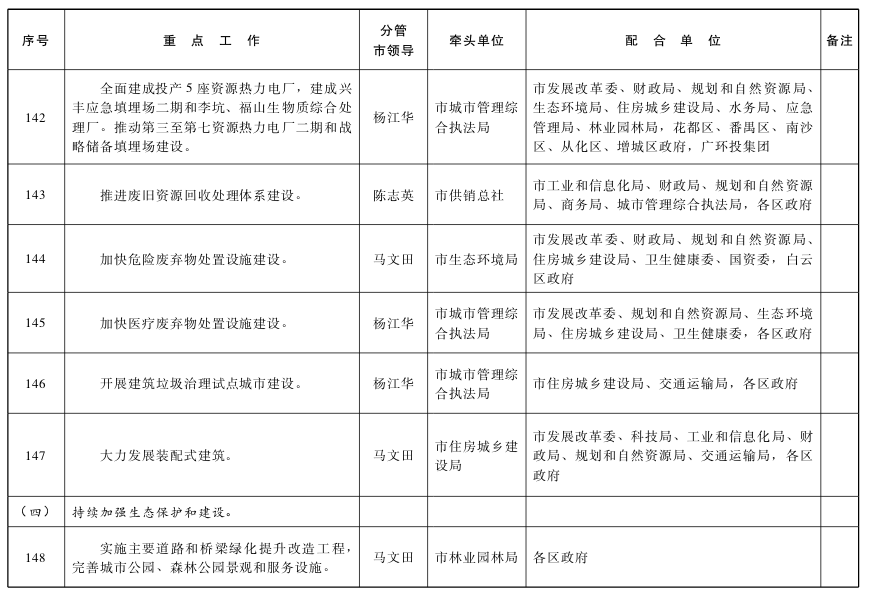 序号 重点工作 分管 市领导 牵头单位 配合单位 备注
142
全面建成投产5座资源热力电厂，建成兴
丰应急填埋场二期和李坑、福山生物质综合处
理厂。推动第三至第七资源热力电厂二期和战
略储备填埋场建设。
杨江华
市城市管理综
合执法局
市发展改革委、财政局、规划和自然资源局、
生态环境局、住房城乡建设局、水务局、应急
管理局、林业园林局，花都区、番禺区、南沙
区、从化区、增城区政府，广环投集团
143
推进废旧资源回收处理体系建设。
陈志英
市供销总社
市工业和信息化局、财政局、规划和自然资源
局、商务局、城市管理综合执法局，各区政府
144
加快危险废弃物处置设施建设。
马文田
市生态环境局
市发展改革委、财政局、规划和自然资源局、
住房城乡建设局、卫生健康委、国资委，白云
区政府
145
加快医疗废弃物处置设施建设。
杨江华
市城市管理综
合执法局
市发展改革委、规划和自然资源局、生态环境
局、住房城乡建设局、卫生健康委，各区政府
146
开展建筑垃圾治理试点城市建设。
杨江华
市城市管理综
合执法局
市住房城乡建设局、交通运输局，各区政府
147
大力发展装配式建筑。
马文田
市住房城乡建
设局
市发展改革委、科技局、工业和信息化局、财
政局、规划和自然资源局、交通运输局，各区
政府
（四） 持续加强生态保护和建设。
148
实施主要道路和桥梁绿化提升改造工程，
完善城市公园、森林公园景观和服务设施。
马文田
市林业园林局
各区政府